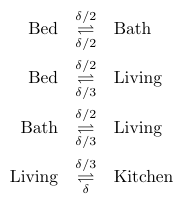 Bed δ/2 ⇌ δ/2 Bath
Bed δ/2 ⇌ δ/3 Living
Bath δ/2 ⇌ δ/3 Living
Living δ/3 ⇌ δ Kitchen